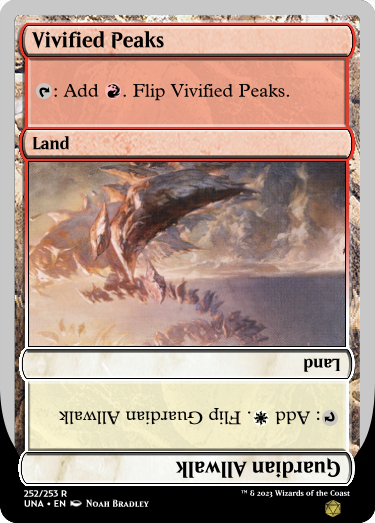 Vivified Peaks
: Add . Flip Vivified Peaks.
Land
Land
: Add . Flip Guardian Allwalk
Guardian Allwalk
252/253 R
UNA • EN Noah Bradley
™ & 2023 Wizards of the Coast